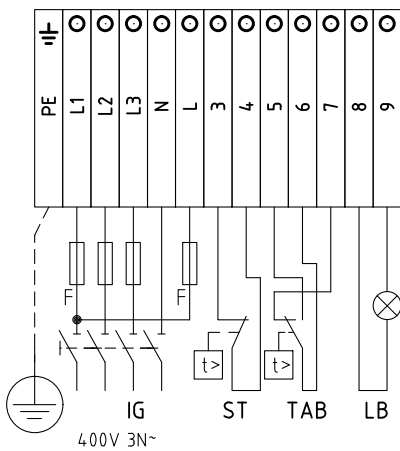 PE L1 L2 L3 N L 3 4 5 6 7 8 9
F F
t> t>
IG ST TAB LB
400V 3N~